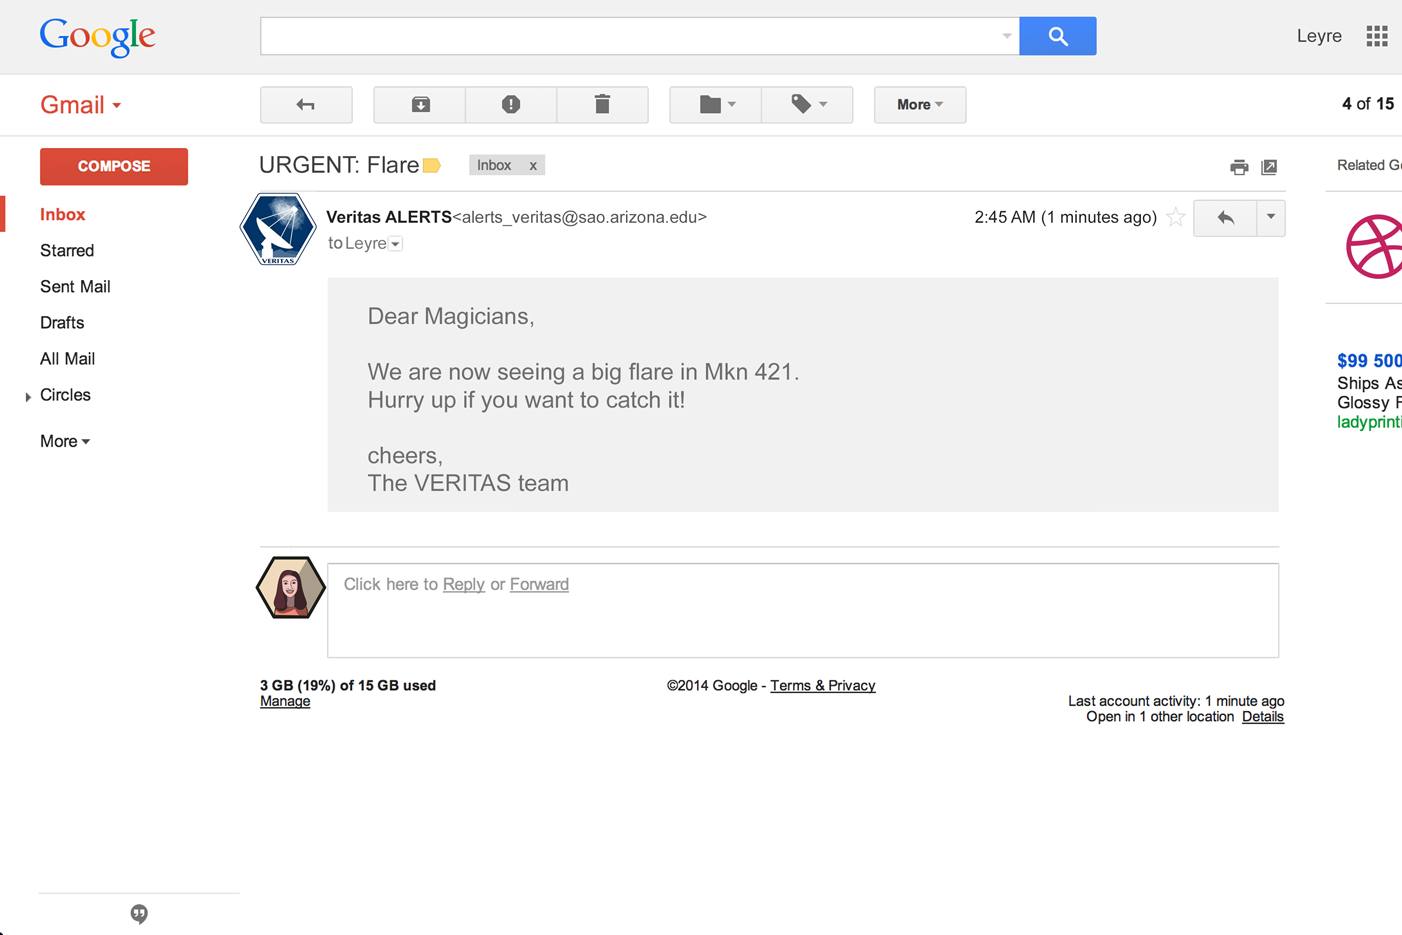 Google
Leyre
Gmail
More
4 of 15
COMPOSE
URGENT: Flare
Inbox x
Related G
Inbox
Starred
Sent Mail
Drafts
All Mail
Circles
More
VERITAS
Veritas ALERTS<alerts_veritas@sao.arizona.edu>
2:45 AM (1 minutes ago)
to Leyre
Dear Magicians,
We are now seeing a big flare in Mkn 421.
Hurry up if you want to catch it!
cheers,
The VERITAS team
$99 500
Ships As
Glossy F
ladyprinti
Click here to Reply or Forward
3 GB (19%) of 15 GB used
Manage
©2014 Google - Terms & Privacy
Last account activity: 1 minute ago
Open in 1 other location Details